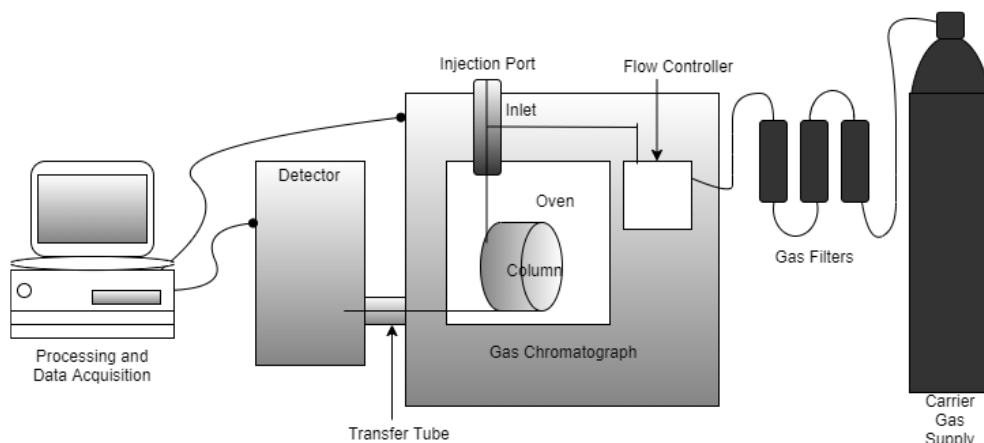 Injection Port
Flow Controller
Inlet
Detector
Oven
Column
Gas Filters
Gas Chromatograph
Processing and
Data Acquisition
Transfer Tube
Carrier
Gas
Supply